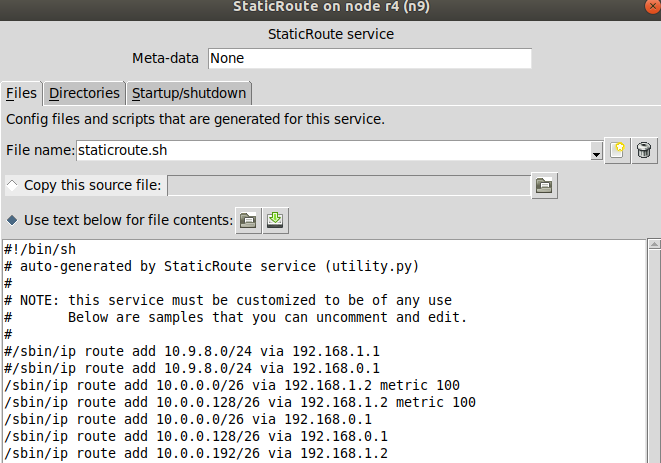 StaticRoute on node r4 (n9)
StaticRoute service
Meta-data None
Files Directories Startup/shutdown
Config files and scripts that are generated for this service.
File name: staticroute.sh
Copy this source file:
Use text below for file contents:
#!/bin/sh
# auto-generated by StaticRoute service (utility.py)
#
# NOTE: this service must be customized to be of any use
#       Below are samples that you can uncomment and edit.
#
#/sbin/ip route add 10.9.8.0/24 via 192.168.1.1
#/sbin/ip route add 10.9.8.0/24 via 192.168.0.1
/sbin/ip route add 10.0.0.0/26 via 192.168.1.2 metric 100
/sbin/ip route add 10.0.0.128/26 via 192.168.1.2 metric 100
/sbin/ip route add 10.0.0.0/26 via 192.168.0.1
/sbin/ip route add 10.0.0.128/26 via 192.168.0.1
/sbin/ip route add 10.0.0.192/26 via 192.168.1.2